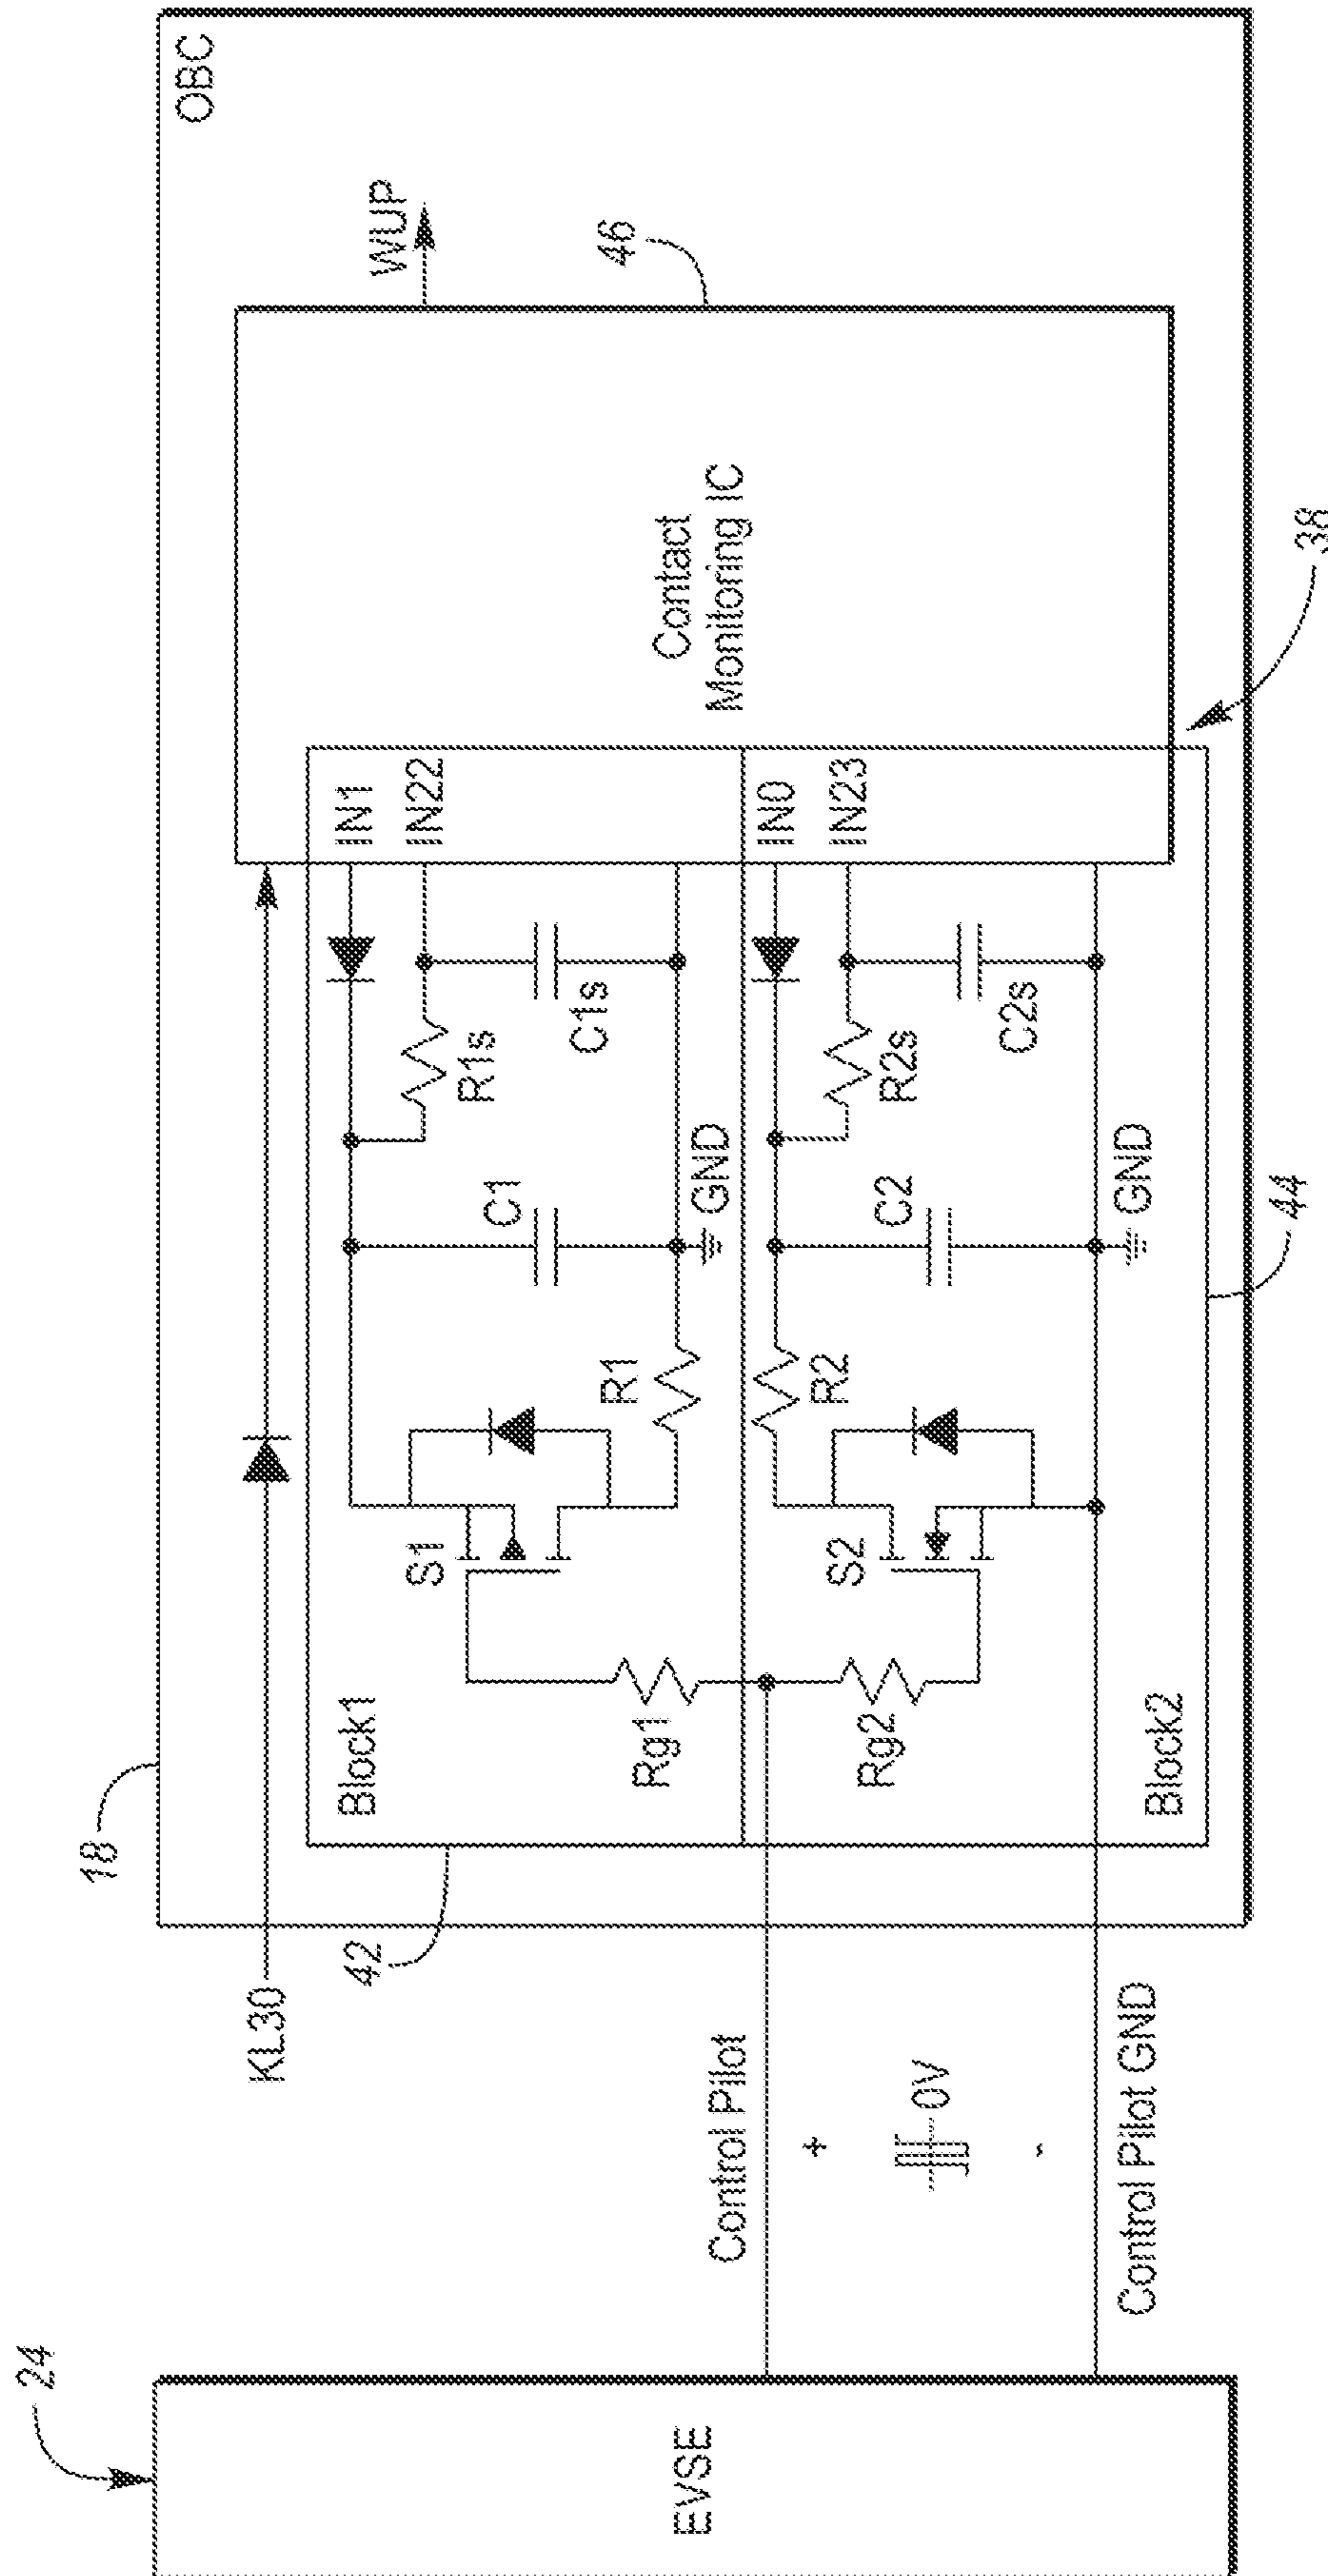 24
EVSE
Control Pilot
+
0V
-
Control Pilot GND
KL30
18
42
OBC
Block1
Rg1
S1
R1
C1
GND
R1s
C1s
IN1
IN22
Block2
Rg2
S2
R2
C2
GND
R2s
C2s
IN0
IN23
44
Contact
Monitoring IC
WUP
46
38